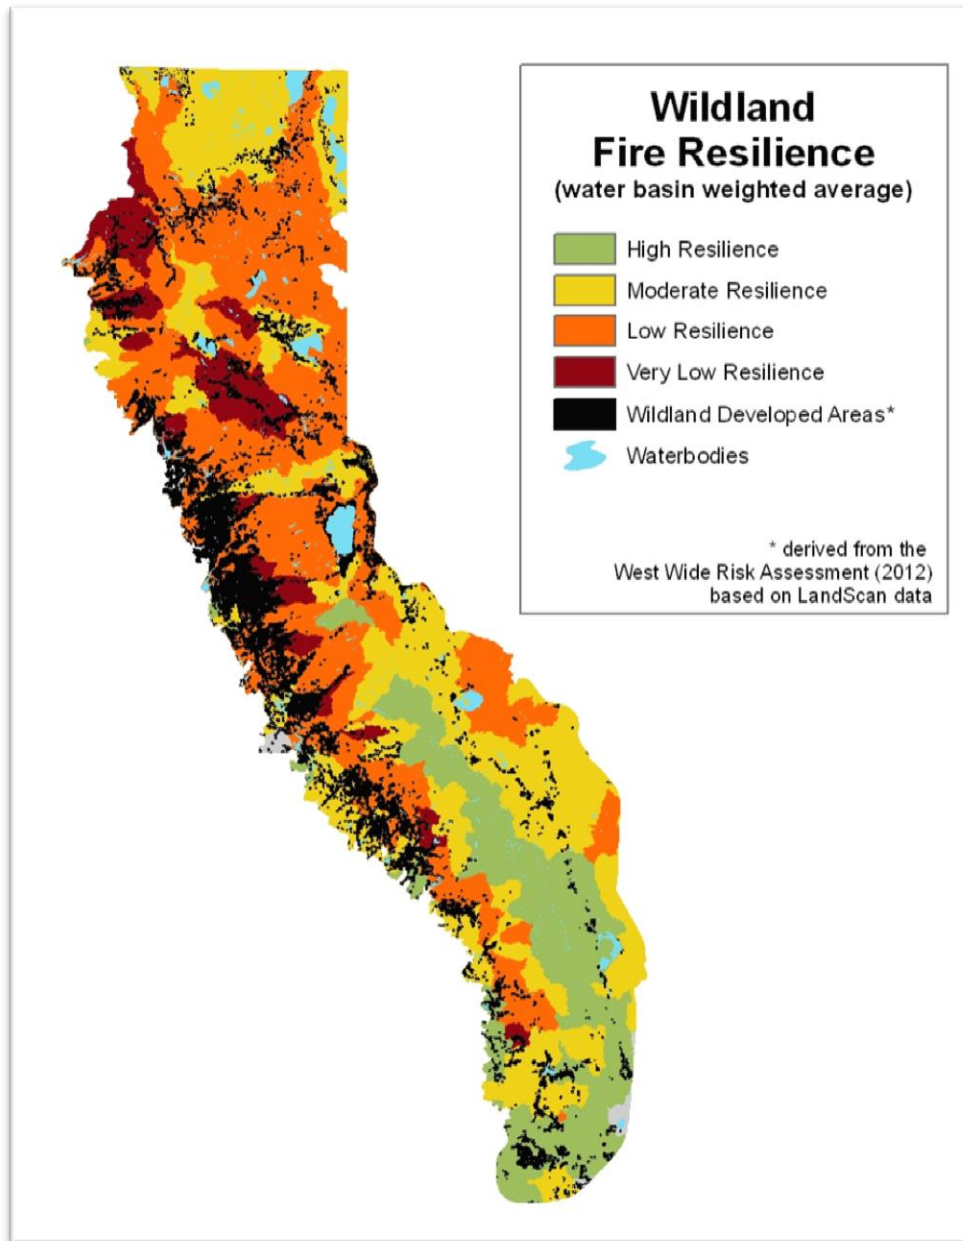 Wildland
Fire Resilience
(water basin weighted average)
High Resilience
Moderate Resilience
Low Resilience
Very Low Resilience
Wildland Developed Areas*
Waterbodies
* derived from the
West Wide Risk Assessment (2012)
based on LandScan data